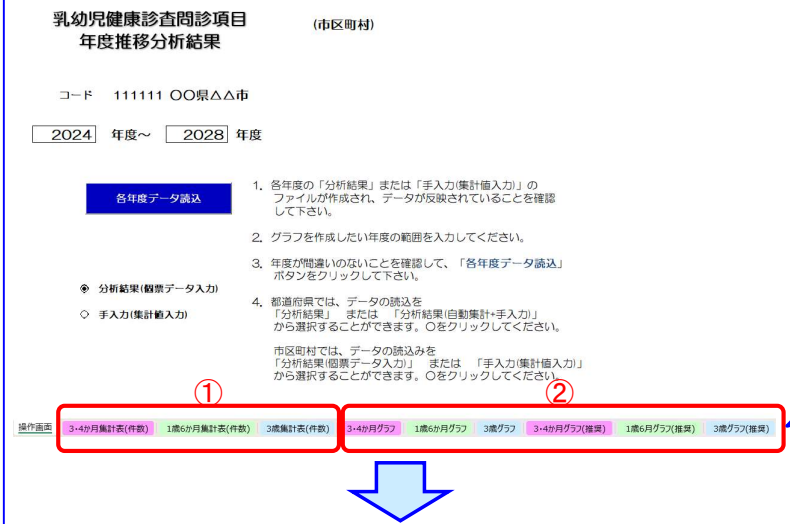 乳幼児健康診査問診項目
年度推移分析結果
(市区町村)
コード 111111 〇〇県△△市
2024 年度～ 2028 年度
各年度データ読込
1. 各年度の「分析結果」または「手入力(集計値入力)」の
ファイルが作成され、データが反映されていることを確認
して下さい。
2. グラフを作成したい年度の範囲を入力してください。
3. 年度が間違いのないことを確認して、「各年度データ読込」
ボタンをクリックして下さい。
分析結果(個票データ入力)
手入力(集計値入力)
4. 都道府県では、データの読込を
「分析結果」 または 「分析結果(自動集計+手入力)」
から選択することができます。〇をクリックしてください。
市区町村では、データの読込みを
「分析結果(個票データ入力)」 または 「手入力(集計値入力)」
から選択することができます。〇をクリックしてください。
① ②
操作画面 3・4か月集計表(件数) 1歳6か月集計表(件数) 3歳集計表(件数) 3・4か月グラフ 1歳6か月グラフ 3歳グラフ 3・4か月グラフ(推奨) 1歳6月グラフ(推奨) 3歳グラフ(推奨)